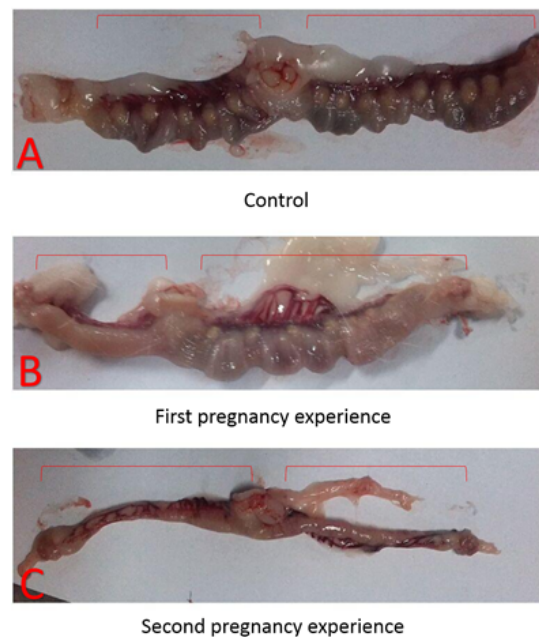 A
Control
B
First pregnancy experience
C
Second pregnancy experience